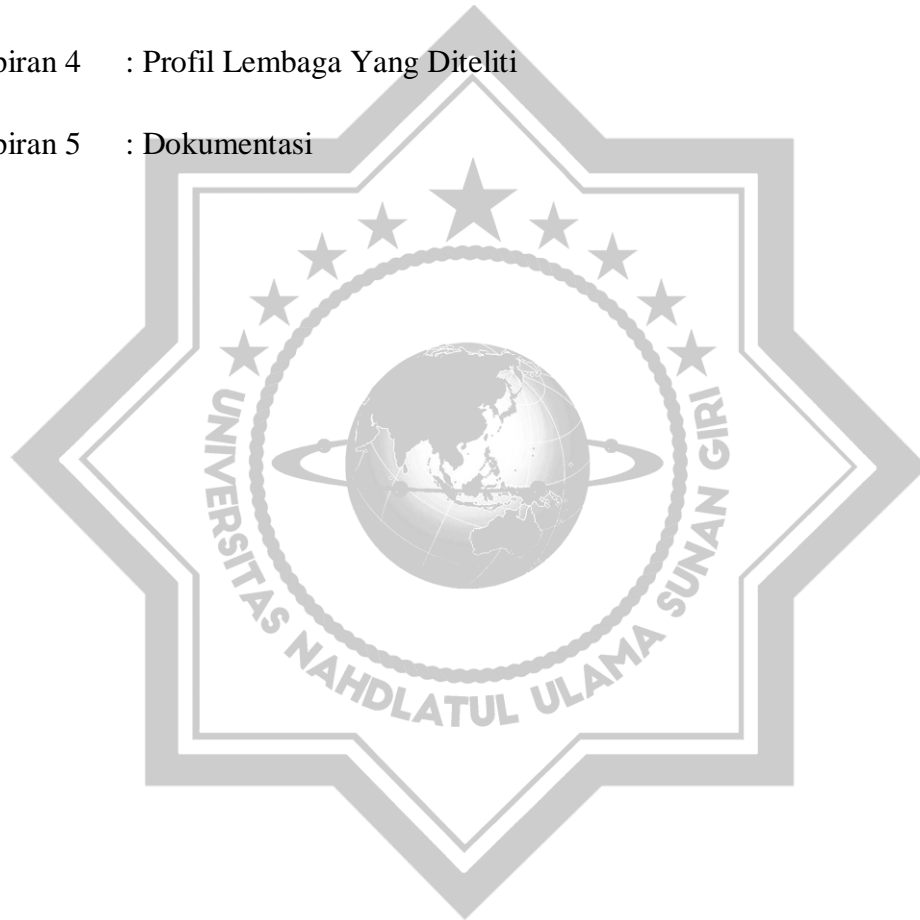 piran 4 : Profil Lembaga Yang Diteliti
piran 5 : Dokumentasi
UNIVERSITAS NAHDLATUL ULAMA SUNAN GIRI